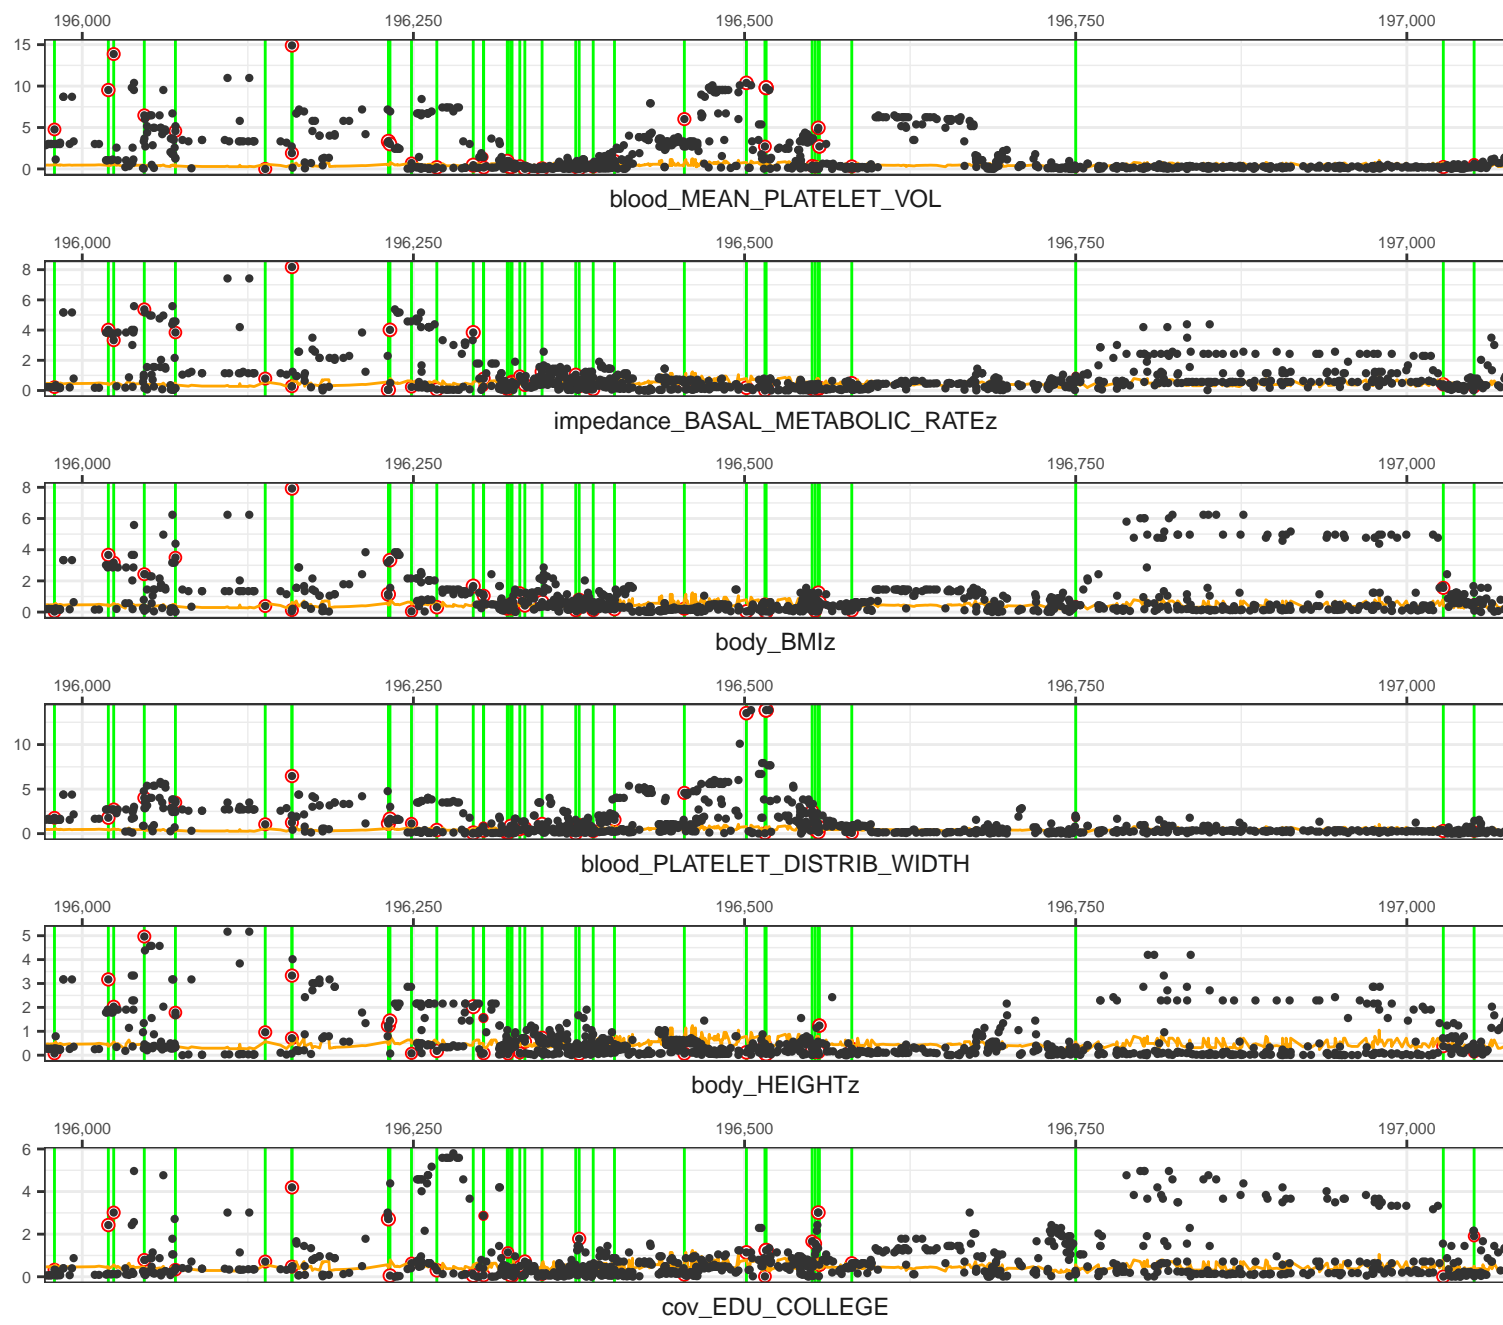 196,000 196,250 196,500 196,750 197,000
15
10
5
0
blood_MEAN_PLATELET_VOL
196,000 196,250 196,500 196,750 197,000
8
6
4
2
0
impedance_BASAL_METABOLIC_RATEz
196,000 196,250 196,500 196,750 197,000
8
6
4
2
0
body_BMIz
196,000 196,250 196,500 196,750 197,000
10
5
0
blood_PLATELET_DISTRIB_WIDTH
196,000 196,250 196,500 196,750 197,000
5
4
3
2
1
0
body_HEIGHTz
196,000 196,250 196,500 196,750 197,000
6
4
2
0
cov_EDU_COLLEGE